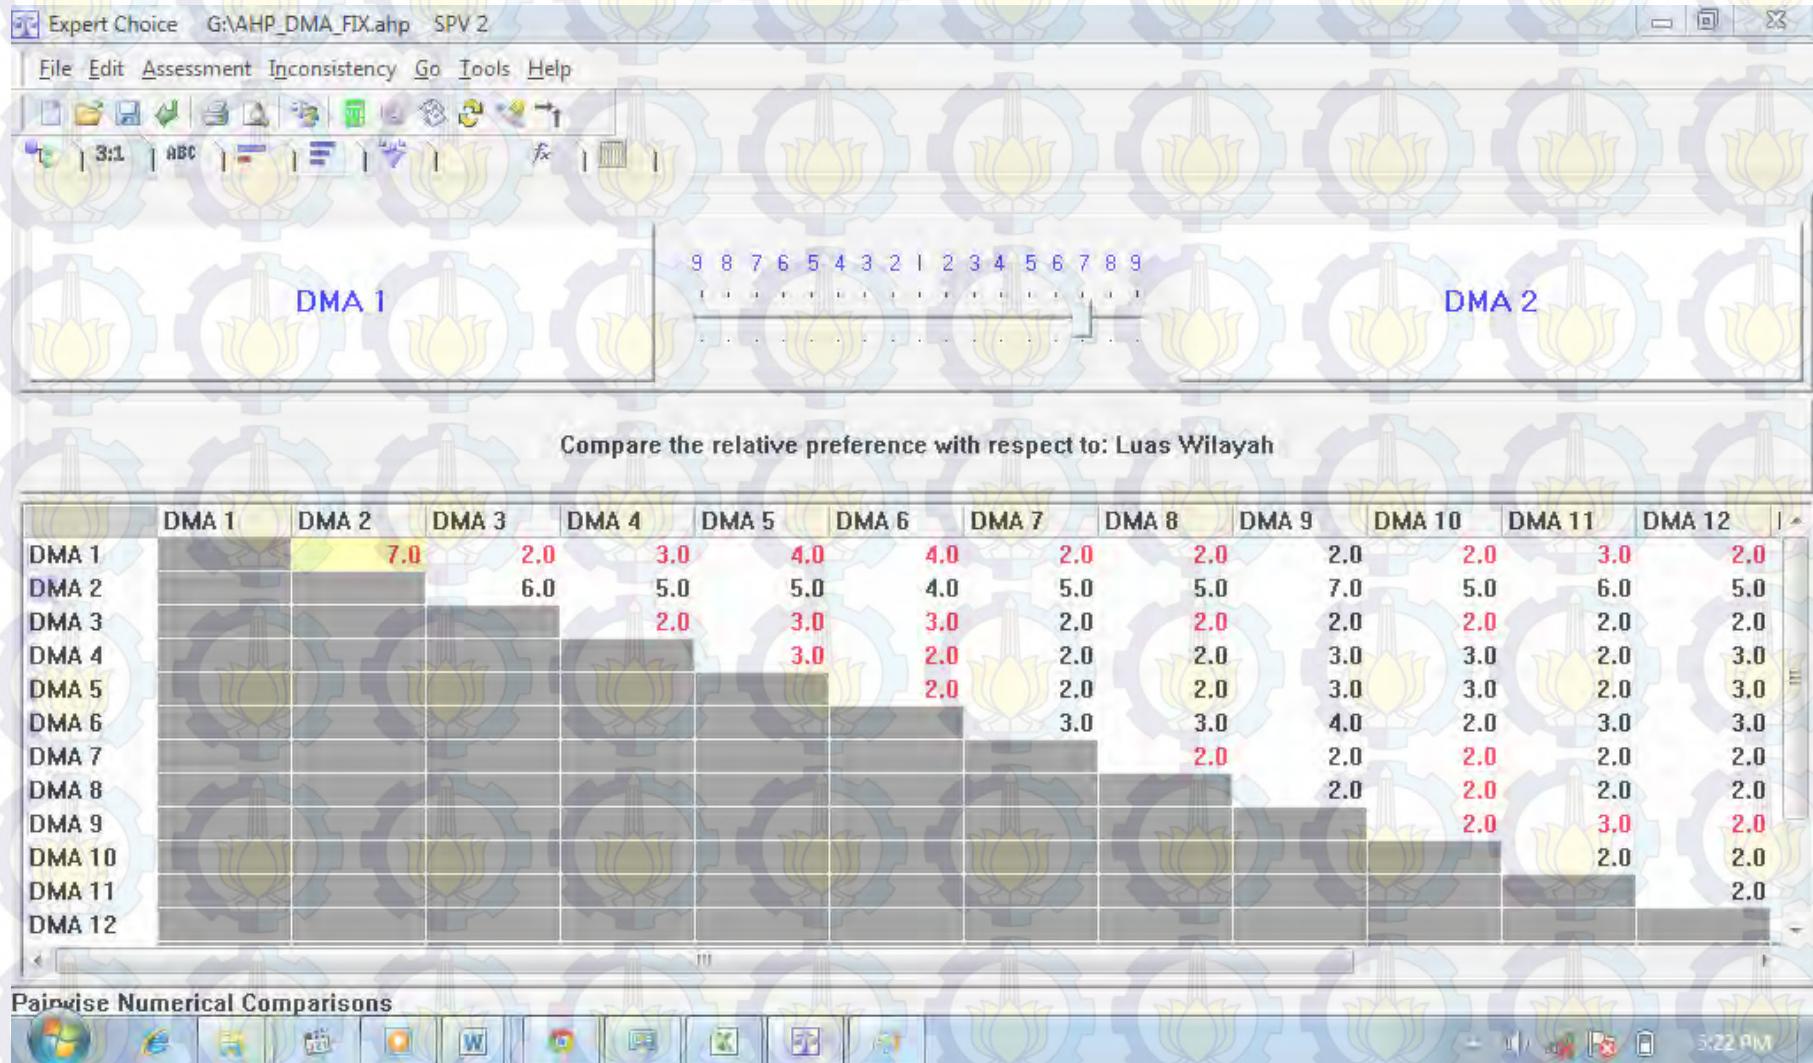 Expert Choice G:\AHP_DMA_FIX.ahp SPV 2
File Edit Assessment Inconsistency Go Tools Help
3:1 ABC fx
9 8 7 6 5 4 3 2 1 2 3 4 5 6 7 8 9
DMA 1 DMA 2
Compare the relative preference with respect to: Luas Wilayah
DMA 1 DMA 2 DMA 3 DMA 4 DMA 5 DMA 6 DMA 7 DMA 8 DMA 9 DMA 10 DMA 11 DMA 12
DMA 1 7.0 2.0 3.0 4.0 4.0 2.0 2.0 2.0 2.0 3.0 2.0
DMA 2 6.0 5.0 5.0 4.0 5.0 5.0 7.0 5.0 6.0 5.0
DMA 3 2.0 3.0 3.0 2.0 2.0 2.0 2.0 2.0 2.0
DMA 4 3.0 2.0 2.0 2.0 3.0 3.0 2.0 3.0
DMA 5 2.0 2.0 2.0 3.0 3.0 2.0 3.0
DMA 6 3.0 3.0 4.0 2.0 3.0 3.0
DMA 7 2.0 2.0 2.0 2.0 2.0
DMA 8 2.0 2.0 2.0 2.0
DMA 9 2.0 3.0 2.0
DMA 10 2.0 2.0
DMA 11 2.0
DMA 12
Pairwise Numerical Comparisons
5:22 PM